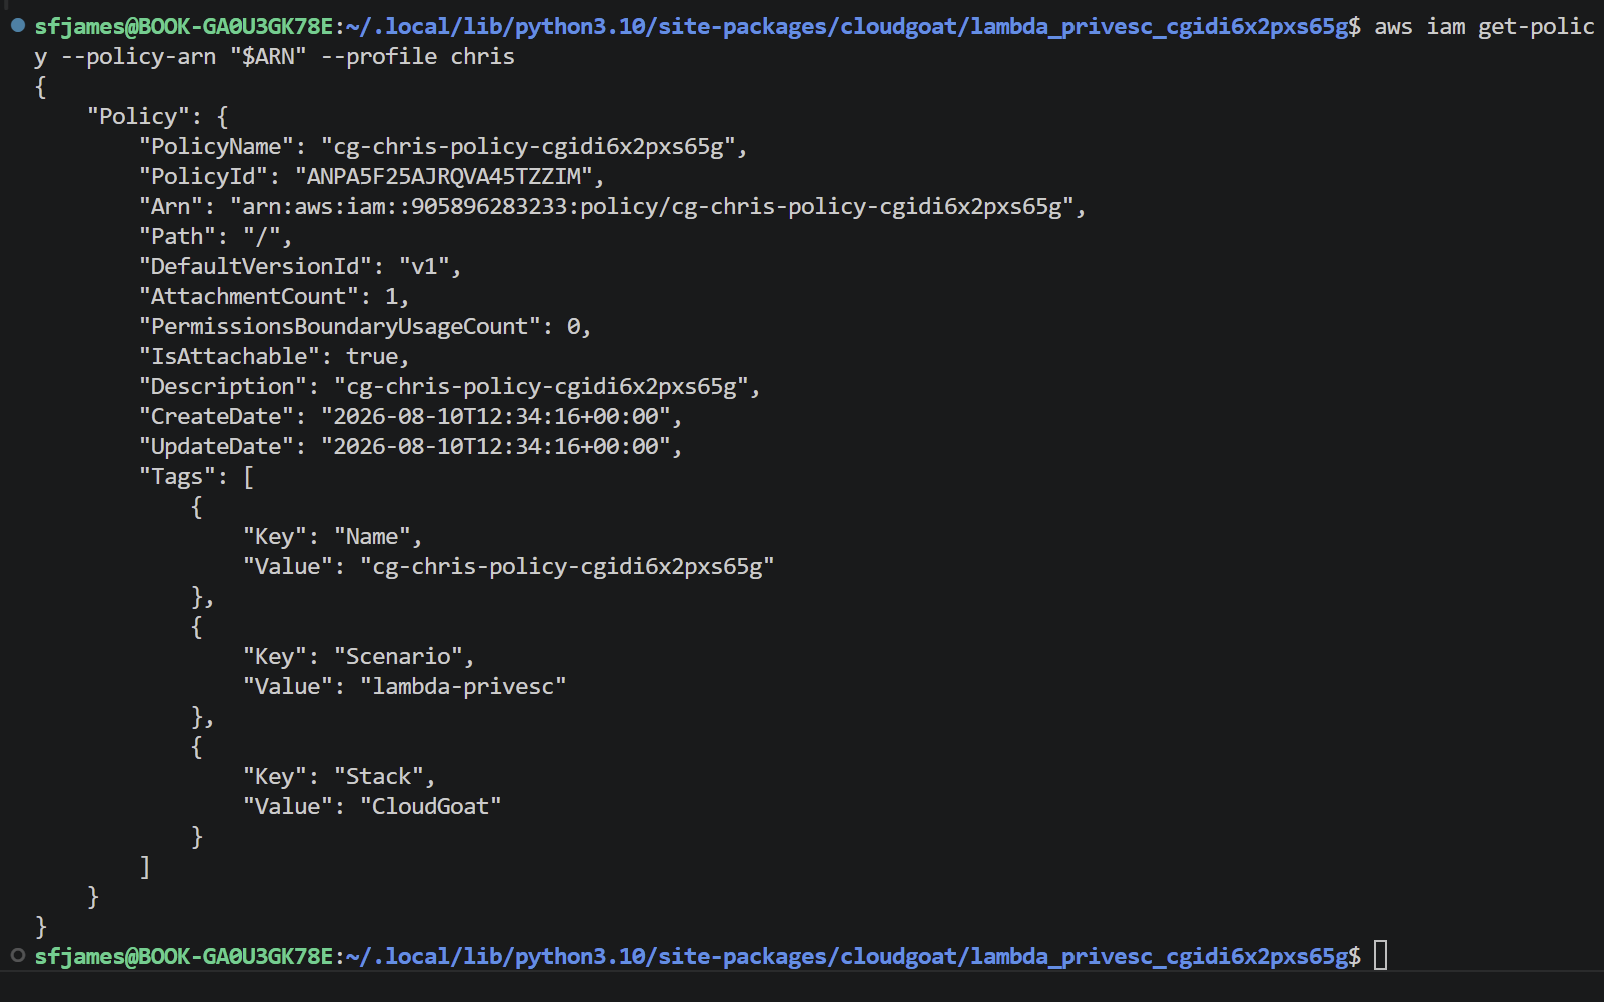 sfjames@BOOK-GA0U3GK78E:~/.local/lib/python3.10/site-packages/cloudgoat/lambda_privesc_cgidi6x2pxs65g$ aws iam get-polic
y --policy-arn "$ARN" --profile chris
{
    "Policy": {
        "PolicyName": "cg-chris-policy-cgidi6x2pxs65g",
        "PolicyId": "ANPA5F25AJRQVA45TZZIM",
        "Arn": "arn:aws:iam::905896283233:policy/cg-chris-policy-cgidi6x2pxs65g",
        "Path": "/",
        "DefaultVersionId": "v1",
        "AttachmentCount": 1,
        "PermissionsBoundaryUsageCount": 0,
        "IsAttachable": true,
        "Description": "cg-chris-policy-cgidi6x2pxs65g",
        "CreateDate": "2026-08-10T12:34:16+00:00",
        "UpdateDate": "2026-08-10T12:34:16+00:00",
        "Tags": [
            {
                "Key": "Name",
                "Value": "cg-chris-policy-cgidi6x2pxs65g"
            },
            {
                "Key": "Scenario",
                "Value": "lambda-privesc"
            },
            {
                "Key": "Stack",
                "Value": "CloudGoat"
            }
        ]
    }
}
sfjames@BOOK-GA0U3GK78E:~/.local/lib/python3.10/site-packages/cloudgoat/lambda_privesc_cgidi6x2pxs65g$